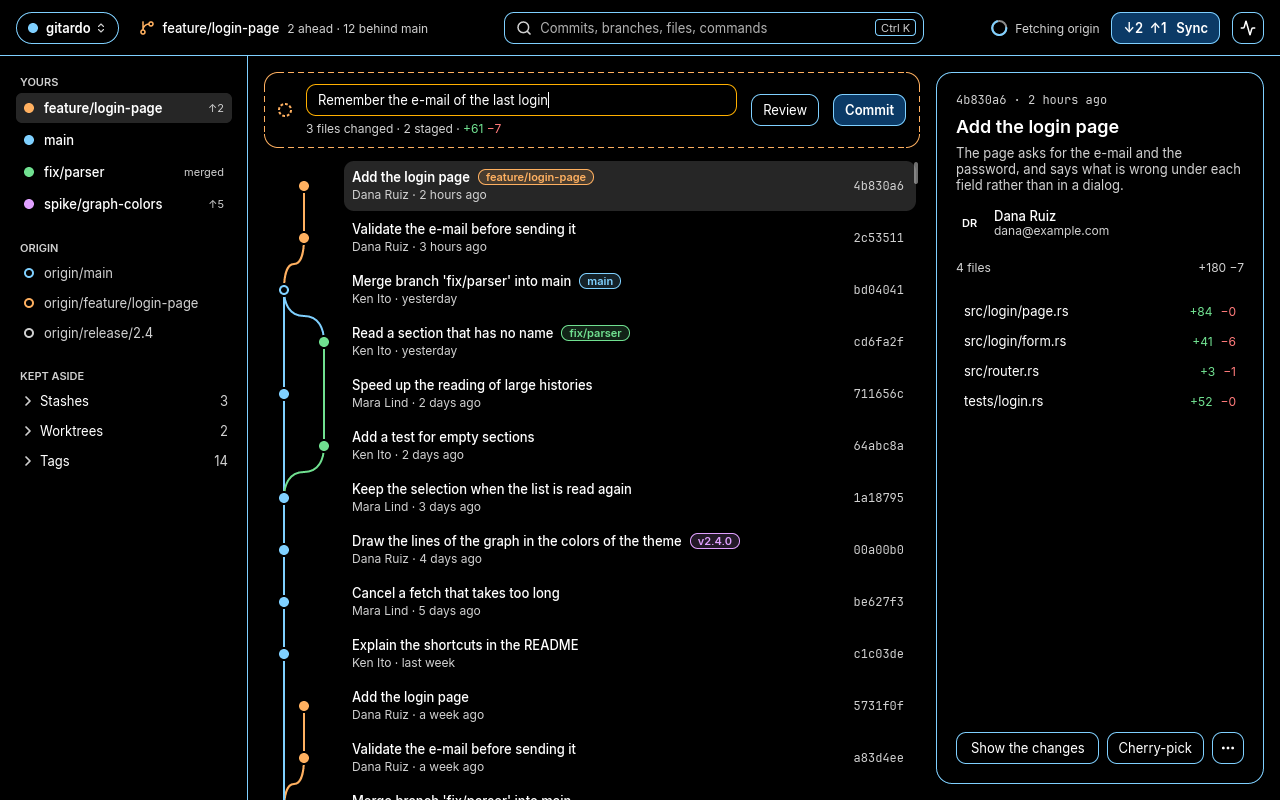 gitardo
feature/login-page 2 ahead · 12 behind main
Commits, branches, files, commands Ctrl K
Fetching origin
↓2 ↑1 Sync
YOURS
feature/login-page ↑2
main
fix/parser merged
spike/graph-colors ↑5
ORIGIN
origin/main
origin/feature/login-page
origin/release/2.4
KEPT ASIDE
Stashes 3
Worktrees 2
Tags 14
Remember the e-mail of the last login
3 files changed · 2 staged · +61 −7
Review
Commit
Add the login page feature/login-page
Dana Ruiz · 2 hours ago 4b830a6
Validate the e-mail before sending it
Dana Ruiz · 3 hours ago 2c53511
Merge branch 'fix/parser' into main main
Ken Ito · yesterday bd04041
Read a section that has no name fix/parser
Ken Ito · yesterday cd6fa2f
Speed up the reading of large histories
Mara Lind · 2 days ago 711656c
Add a test for empty sections
Ken Ito · 2 days ago 64abc8a
Keep the selection when the list is read again
Mara Lind · 3 days ago 1a18795
Draw the lines of the graph in the colors of the theme v2.4.0
Dana Ruiz · 4 days ago 00a00b0
Cancel a fetch that takes too long
Mara Lind · 5 days ago be627f3
Explain the shortcuts in the README
Ken Ito · last week c1c03de
Add the login page
Dana Ruiz · a week ago 5731f0f
Validate the e-mail before sending it
Dana Ruiz · a week ago a83d4ee
Merge branch 'fix/parser' into main
4b830a6 · 2 hours ago
Add the login page
The page asks for the e-mail and the
password, and says what is wrong under each
field rather than in a dialog.
DR Dana Ruiz
dana@example.com
4 files +180 −7
src/login/page.rs +84 −0
src/login/form.rs +41 −6
src/router.rs +3 −1
tests/login.rs +52 −0
Show the changes
Cherry-pick